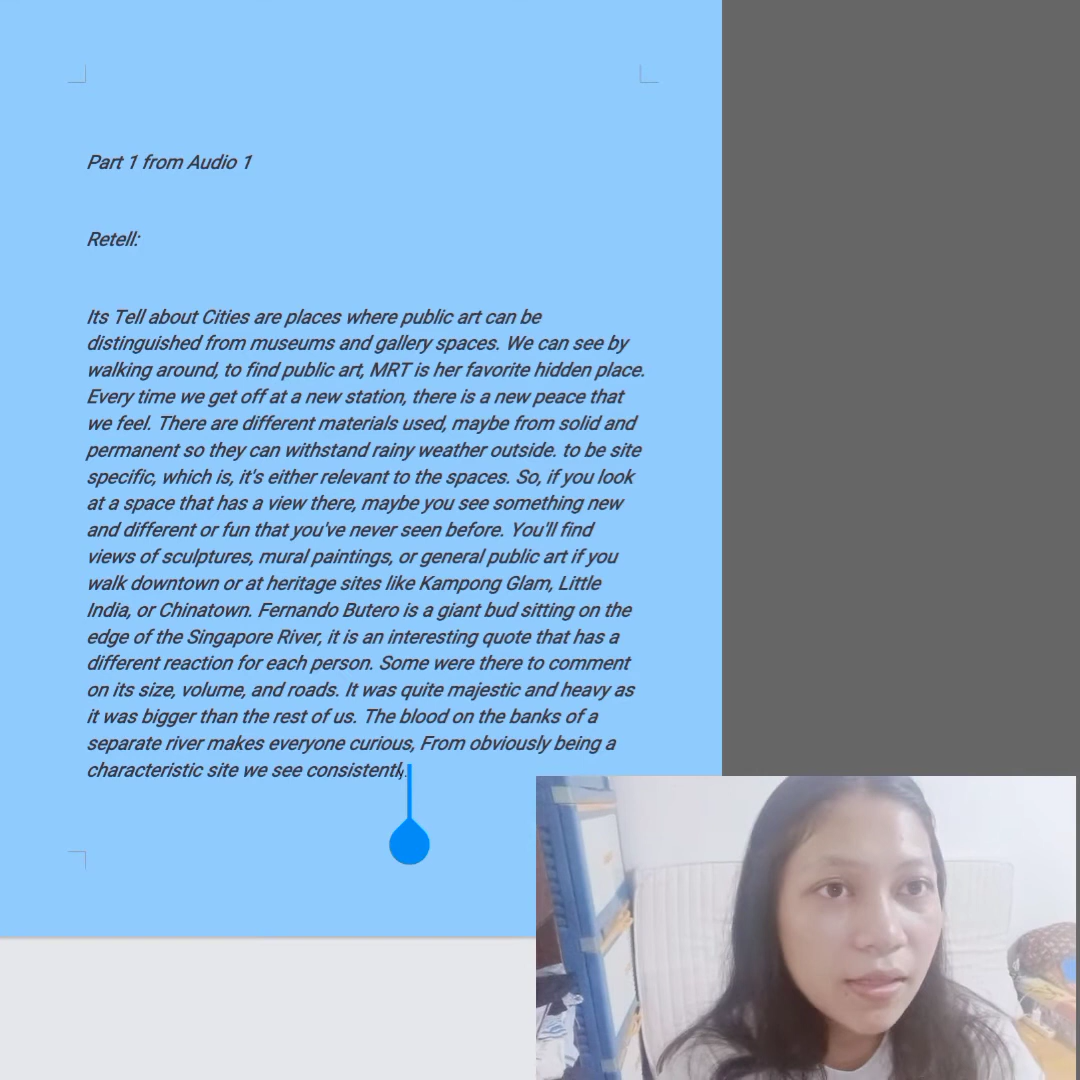 Part 1 from Audio 1
Retell:
Its Tell about Cities are places where public art can be
distinguished from museums and gallery spaces. We can see by
walking around, to find public art, MRT is her favorite hidden place.
Every time we get off at a new station, there is a new peace that
we feel. There are different materials used, maybe from solid and
permanent so they can withstand rainy weather outside. to be site
specific, which is, it's either relevant to the spaces. So, if you look
at a space that has a view there, maybe you see something new
and different or fun that you've never seen before. You'll find
views of sculptures, mural paintings, or general public art if you
walk downtown or at heritage sites like Kampong Glam, Little
India, or Chinatown. Fernando Butero is a giant bud sitting on the
edge of the Singapore River, it is an interesting quote that has a
different reaction for each person. Some were there to comment
on its size, volume, and roads. It was quite majestic and heavy as
it was bigger than the rest of us. The blood on the banks of a
separate river makes everyone curious, From obviously being a
characteristic site we see consistently.